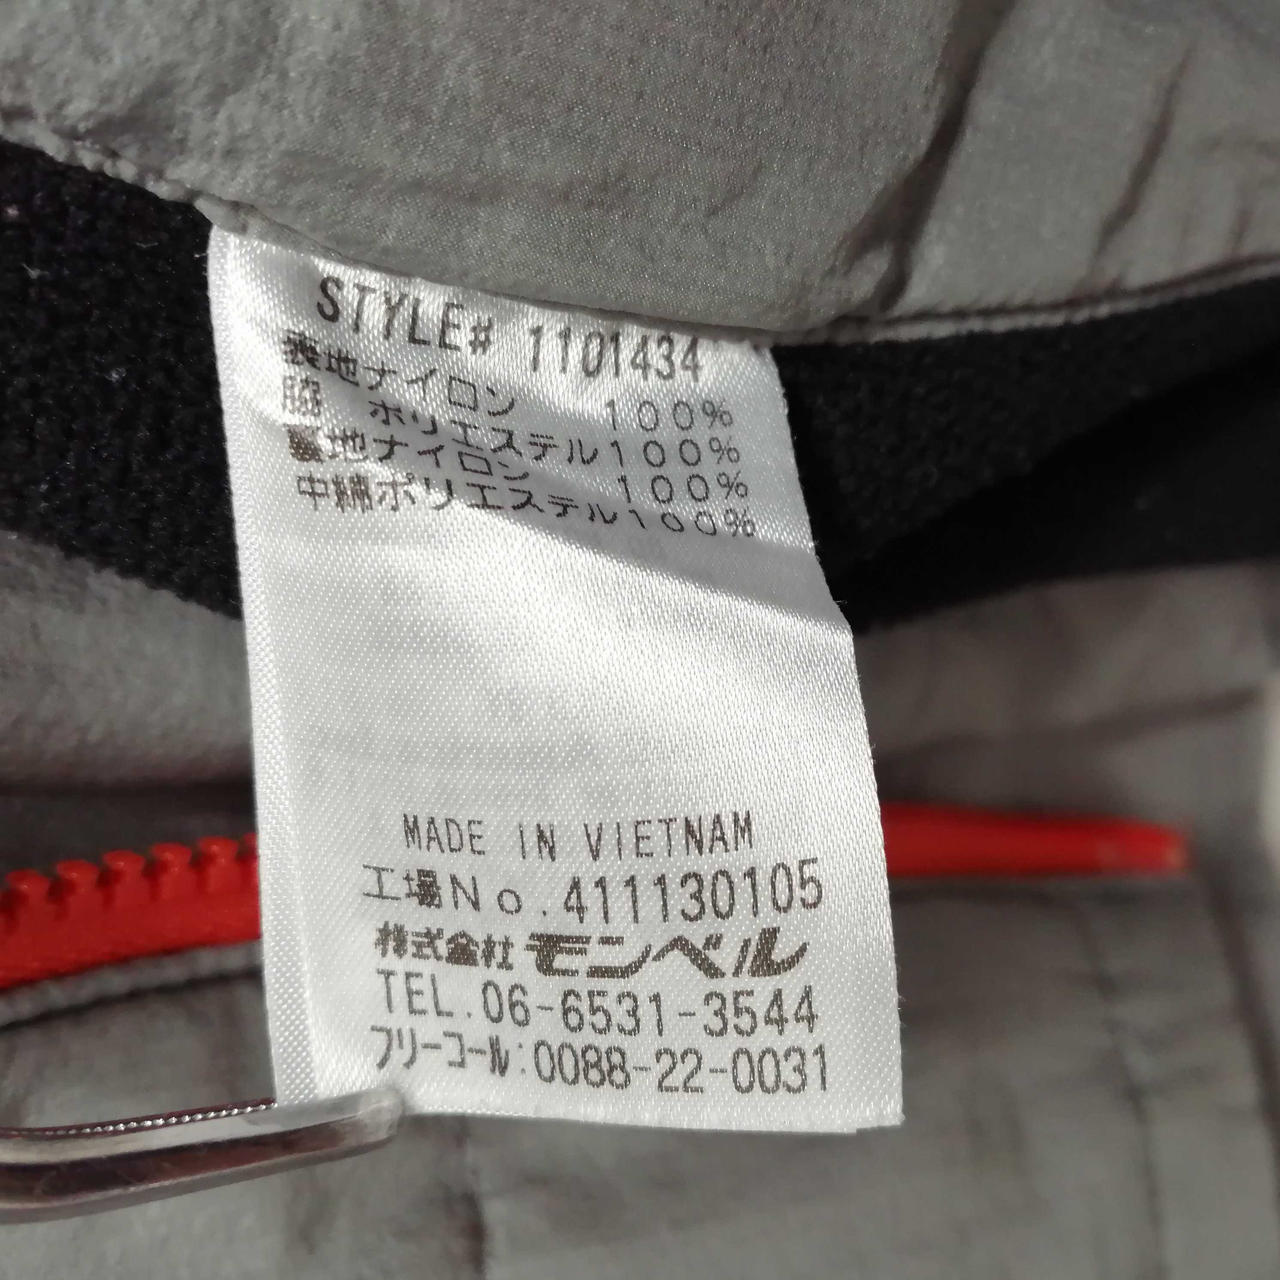 STYLE# 1101434
表地ナイロン 100%
脇 ポリエステル100%
裏地ナイロン 100%
中綿ポリエステル100%
MADE IN VIETNAM
工場No.411130105
株式会社モンベル
TEL.06-6531-3544
フリーコール:0088-22-0031